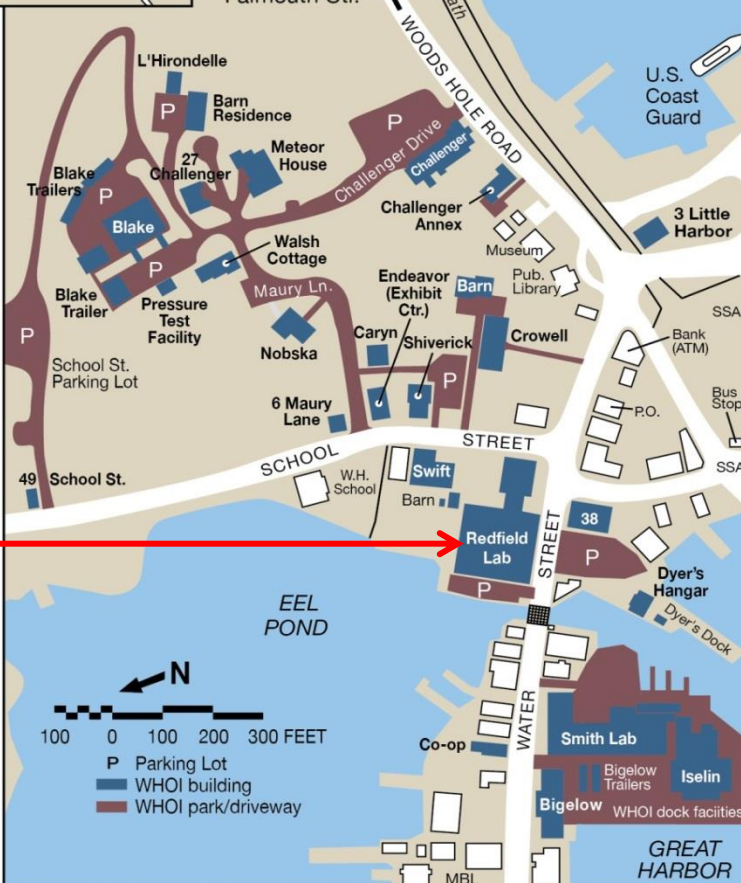 WOODS HOLE ROAD
U.S.
Coast
Guard
L'Hirondelle
P
Barn
Residence
27
Challenger
Meteor
House
P
Challenger Drive
Challenger
Blake
Trailers
P
Blake
Challenger
Annex
3 Little
Harbor
Museum
Walsh
Cottage
P
Blake
Trailer
Pressure
Test
Facility
Maury Ln.
Endeavor
(Exhibit
Ctr.)
Barn
Pub.
Library
Nobska
Caryn
Shiverick
Crowell
SSA
Bank
(ATM)
P
School St.
Parking Lot
P
6 Maury
Lane
P.O.
Bus
Stop
SCHOOL STREET
SSA
49 School St.
W.H.
School
Swift
Barn
Redfield
Lab
38
P
P
WATER STREET
Dyer's
Hangar
Dyer's Dock
EEL
POND
N
100 0 100 200 300 FEET
P Parking Lot
WHOI building
WHOI park/driveway
Co-op
Smith Lab
Bigelow
Trailers
Iselin
Bigelow
WHOI dock faciities
GREAT
HARBOR
MBL